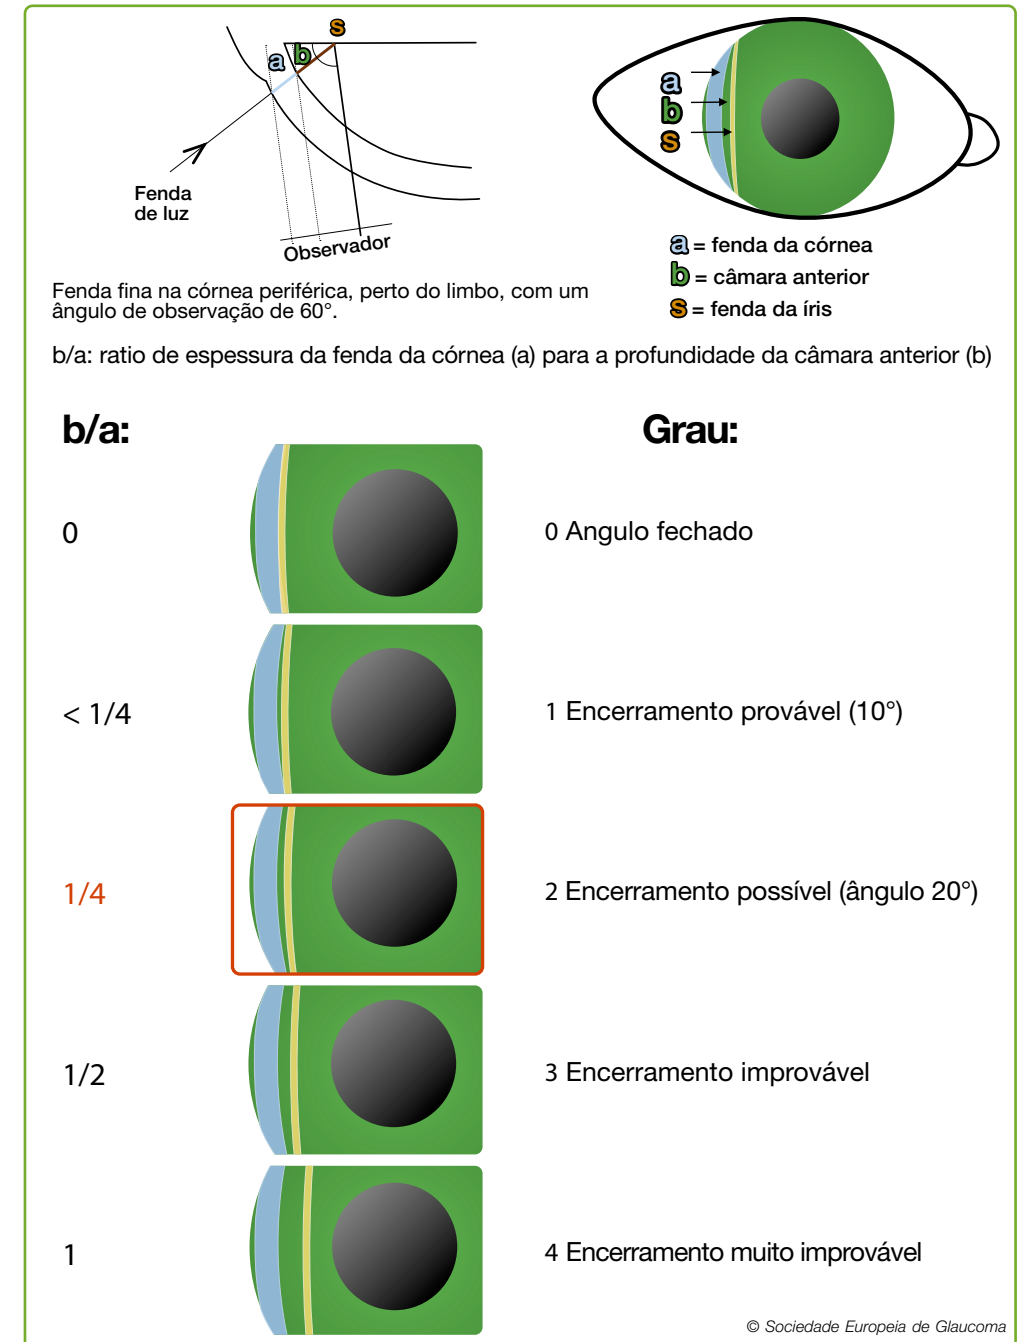 s
a
b
Fenda
de luz
Observador
a
b
s
a = fenda da córnea
b = câmara anterior
s = fenda da íris
Fenda fina na córnea periférica, perto do limbo, com um
ângulo de observação de 60°.
b/a: ratio de espessura da fenda da córnea (a) para a profundidade da câmara anterior (b)
b/a: Grau:
0 0 Angulo fechado
< 1/4 1 Encerramento provável (10°)
1/4 2 Encerramento possível (ângulo 20°)
1/2 3 Encerramento improvável
1 4 Encerramento muito improvável
© Sociedade Europeia de Glaucoma